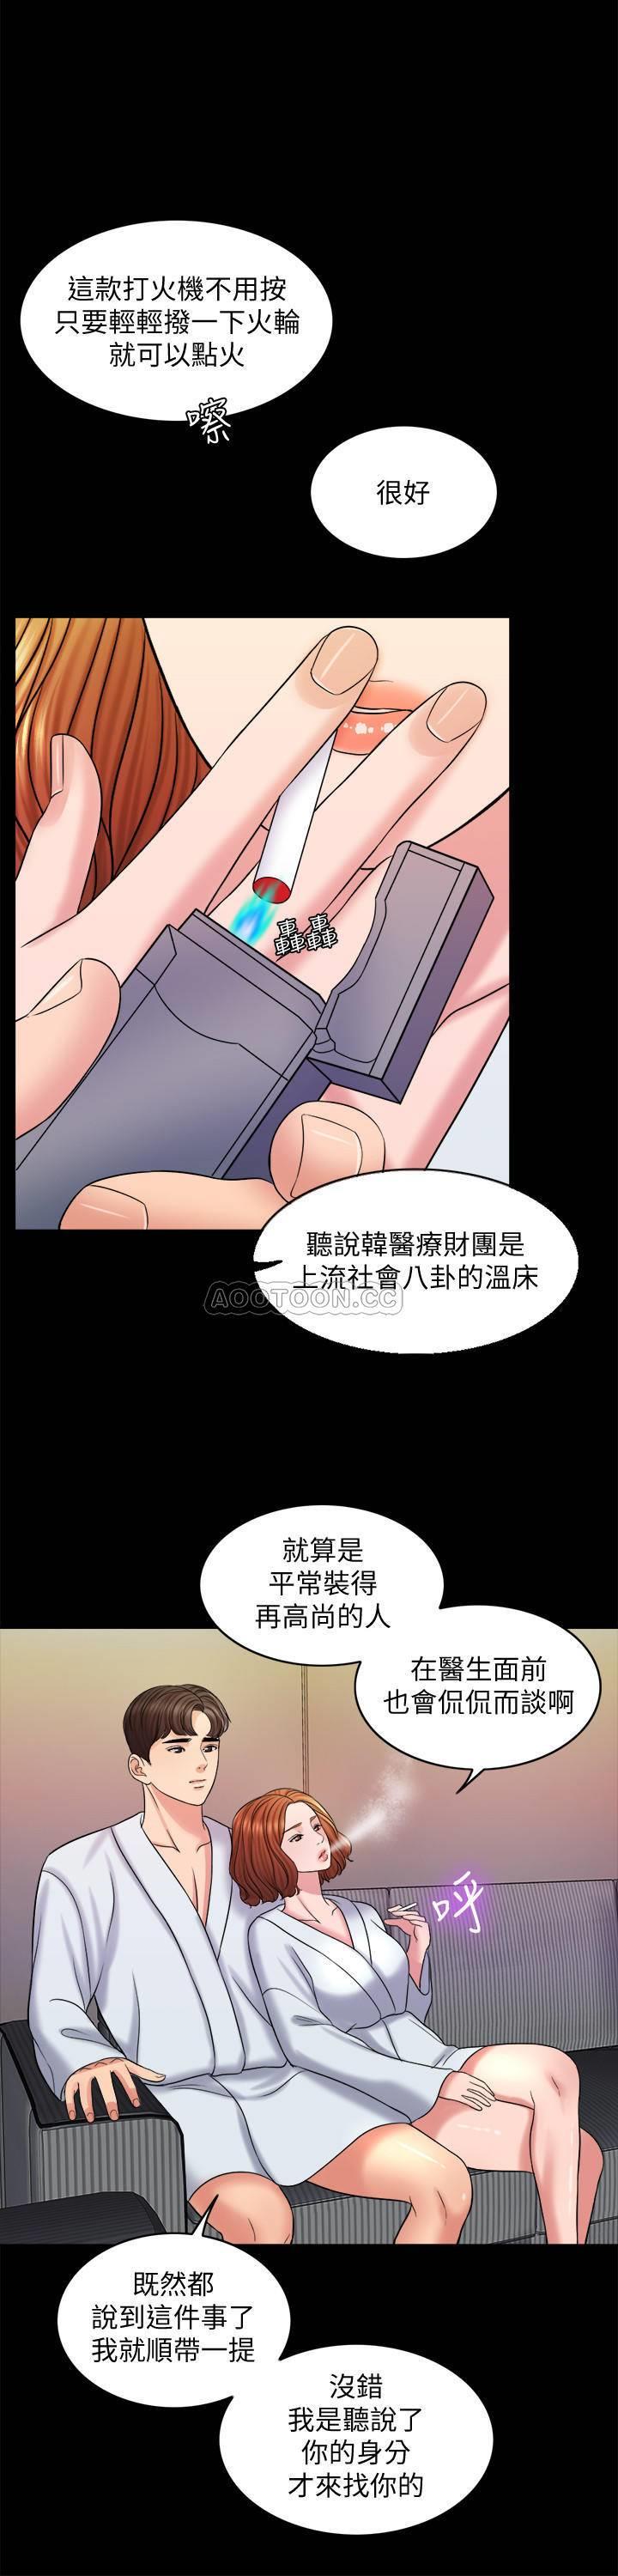 這款打火機不用按
只要輕輕撥一下火輪
就可以點火
嚓
很好
轟轟
聽說韓醫療財團是
上流社會八卦的溫床
AOOTOON.CC
就算是
平常裝得
再高尚的人
在醫生面前
也會侃侃而談啊
呼
既然都
說到這件事了
我就順帶一提
沒錯
我是聽說了
你的身分
才來找你的